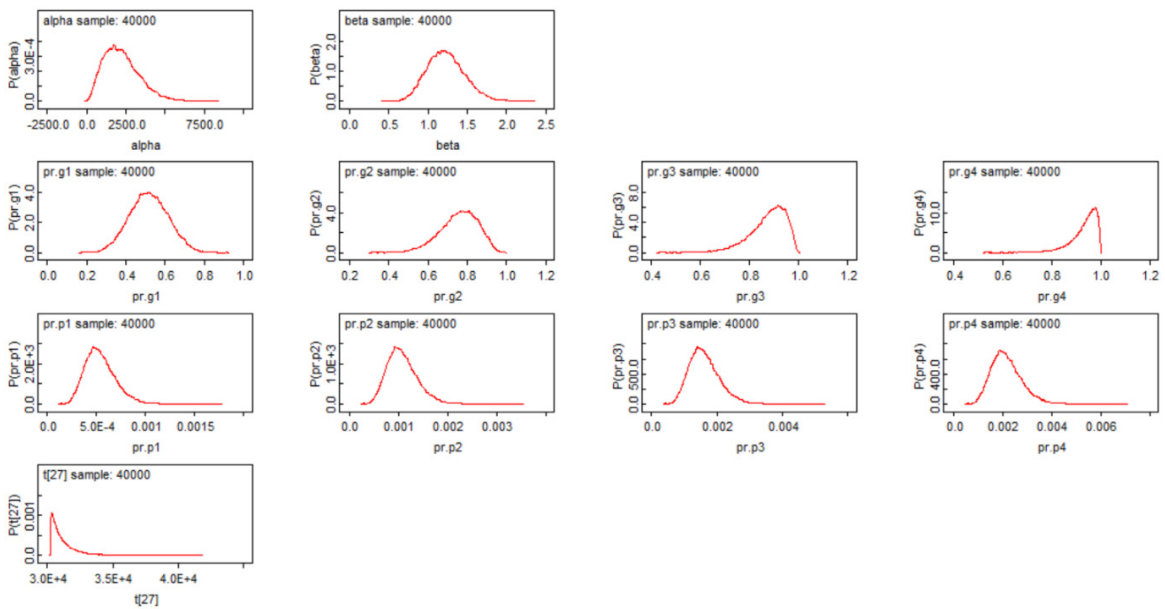 alpha sample: 40000
P(alpha)
0.0 3.0E-4
-2500.0 0.0 2500.0 7500.0
alpha
beta sample: 40000
P(beta)
0.0 1.0 2.0
0.0 0.5 1.0 1.5 2.0 2.5
beta
pr.g1 sample: 40000
P(pr.g1)
0.0 2.0 4.0
0.0 0.2 0.4 0.6 0.8 1.0
pr.g1
pr.g2 sample: 40000
P(pr.g2)
0.0 4.0
0.2 0.4 0.6 0.8 1.0 1.2
pr.g2
pr.g3 sample: 40000
P(pr.g3)
0.0 4.0 8.0
0.4 0.6 0.8 1.0 1.2
pr.g3
pr.g4 sample: 40000
P(pr.g4)
0.0 10.0
0.4 0.6 0.8 1.0 1.2
pr.g4
pr.p1 sample: 40000
P(pr.p1)
0.0 2.0E+3
0.0 5.0E-4 0.001 0.0015
pr.p1
pr.p2 sample: 40000
P(pr.p2)
0.0 1.0E+3
0.0 0.001 0.002 0.003
pr.p2
pr.p3 sample: 40000
P(pr.p3)
0.0 500.0
0.0 0.002 0.004
pr.p3
pr.p4 sample: 40000
P(pr.p4)
0.0 400.0
0.0 0.002 0.004 0.006
pr.p4
t[27] sample: 40000
P(t[27])
0.0 0.001
3.0E+4 3.5E+4 4.0E+4
t[27]